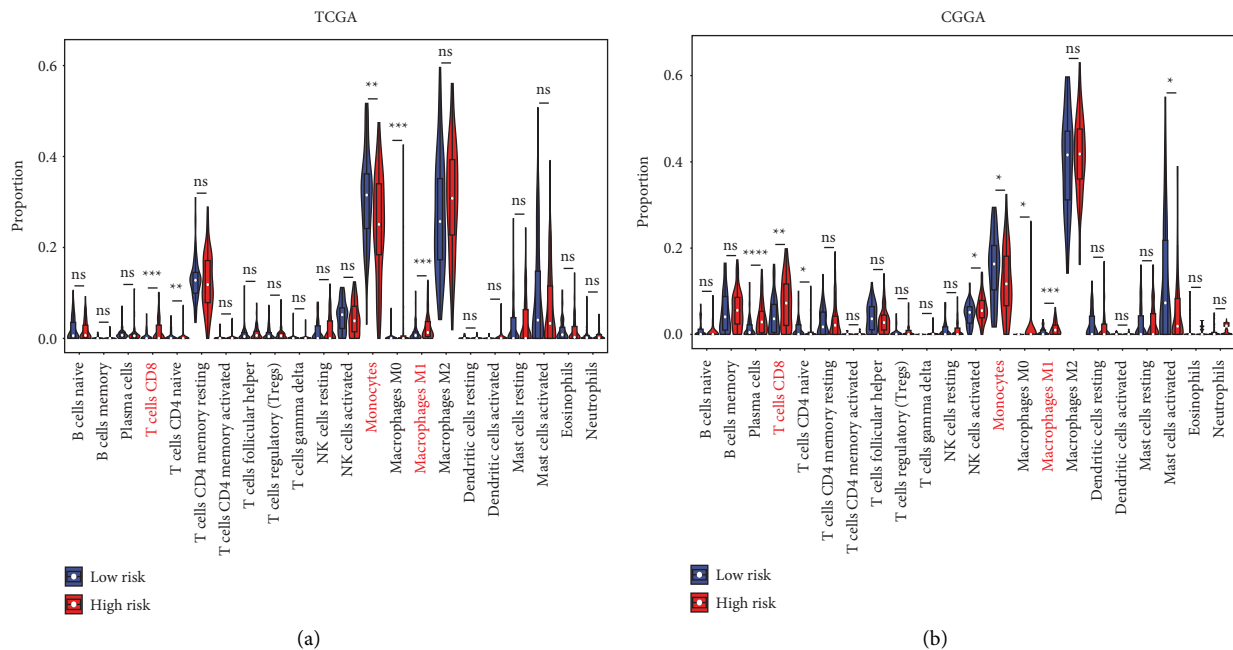 TCGA
Proportion
0.6
0.4
0.2
0.0
ns
ns
ns
***
**
ns
ns
ns
ns
ns
ns
ns
**
***
***
ns
ns
ns
ns
ns
ns
ns
B cells naive
B cells memory
Plasma cells
T cells CD8
T cells CD4 naive
T cells CD4 memory resting
T cells CD4 memory activated
T cells follicular helper
T cells regulatory (Tregs)
T cells gamma delta
NK cells resting
NK cells activated
Monocytes
Macrophages M0
Macrophages M1
Macrophages M2
Dendritic cells resting
Dendritic cells activated
Mast cells resting
Mast cells activated
Eosinophils
Neutrophils
Low risk
High risk
(a)
CGGA
Proportion
0.6
0.4
0.2
0.0
ns
ns
****
**
*
ns
ns
ns
ns
ns
ns
*
*
*
***
ns
ns
ns
ns
*
ns
ns
B cells naive
B cells memory
Plasma cells
T cells CD8
T cells CD4 naive
T cells CD4 memory resting
T cells CD4 memory activated
T cells follicular helper
T cells regulatory (Tregs)
T cells gamma delta
NK cells resting
NK cells activated
Monocytes
Macrophages M0
Macrophages M1
Macrophages M2
Dendritic cells resting
Dendritic cells activated
Mast cells resting
Mast cells activated
Eosinophils
Neutrophils
Low risk
High risk
(b)